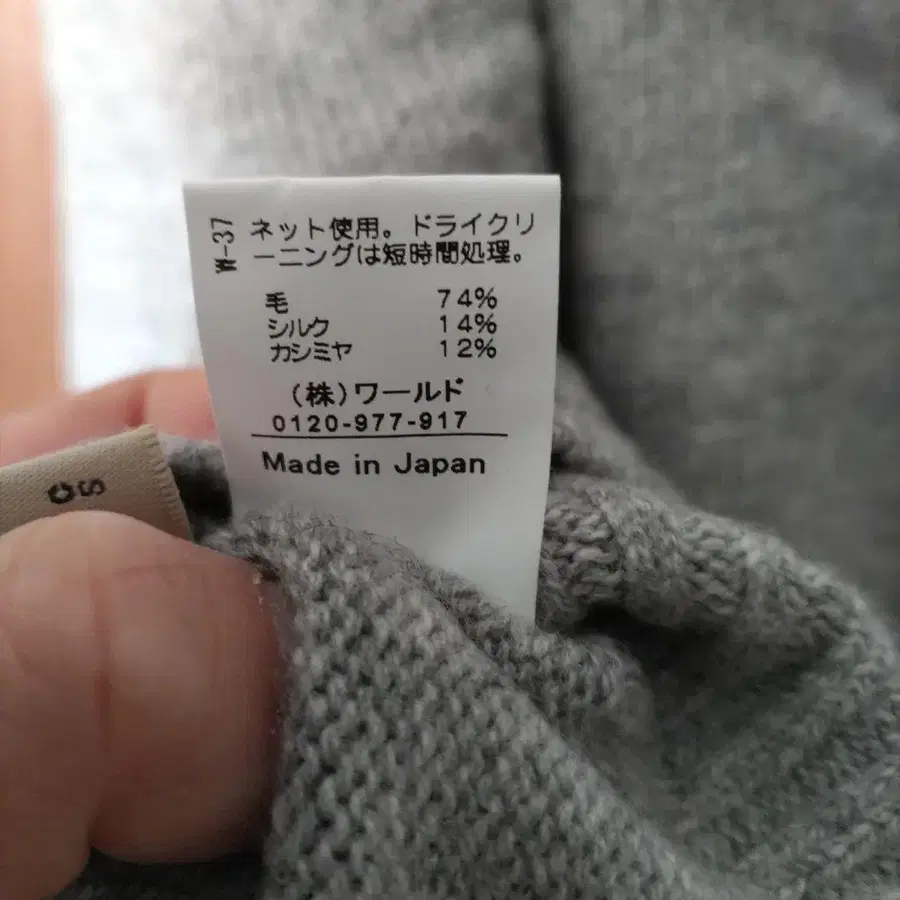 W-37
ネット使用。ドライクリ
ーニングは短時間処理。
毛 74%
シルク 14%
カシミヤ 12%
(株)ワールド
0120-977-917
Made in Japan